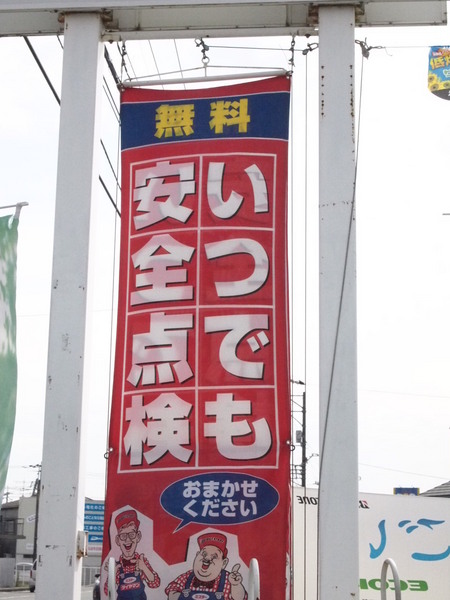 無料
いつでも
安全点検
おまかせ
ください